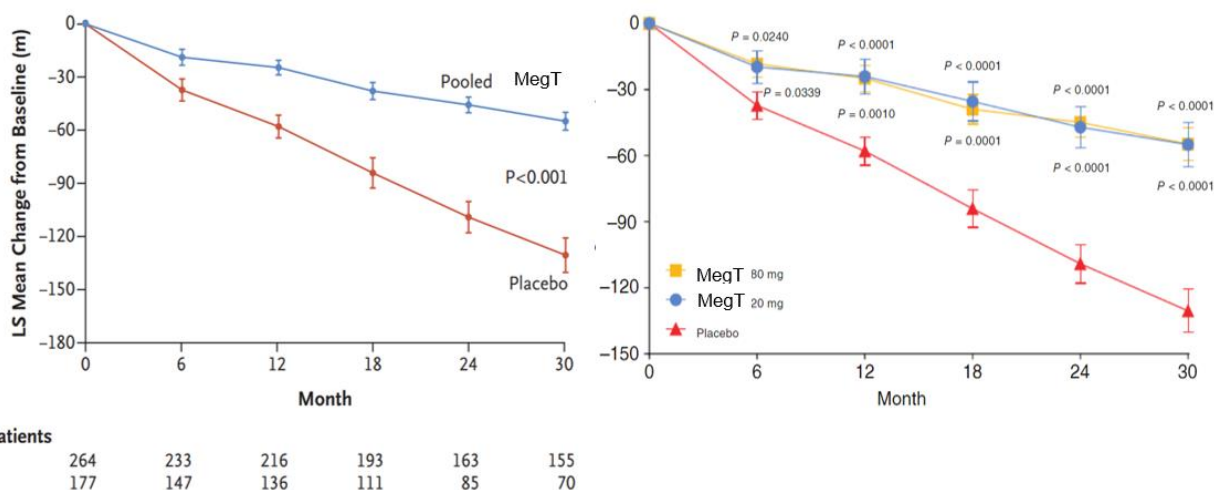 LS Mean Change from Baseline (m)
0
−30
−60
−90
−120
−150
−180
Pooled MegT
P<0.001
Placebo
0 6 12 18 24 30
Month
atients
264 233 216 193 163 155
177 147 136 111 85 70
0
−30
−60
−90
−120
−150
P = 0.0240
P < 0.0001
P < 0.0001
P < 0.0001
P < 0.0001
P = 0.0339
P = 0.0010
P = 0.0001
P < 0.0001
P < 0.0001
MegT 80 mg
MegT 20 mg
Placebo
0 6 12 18 24 30
Month